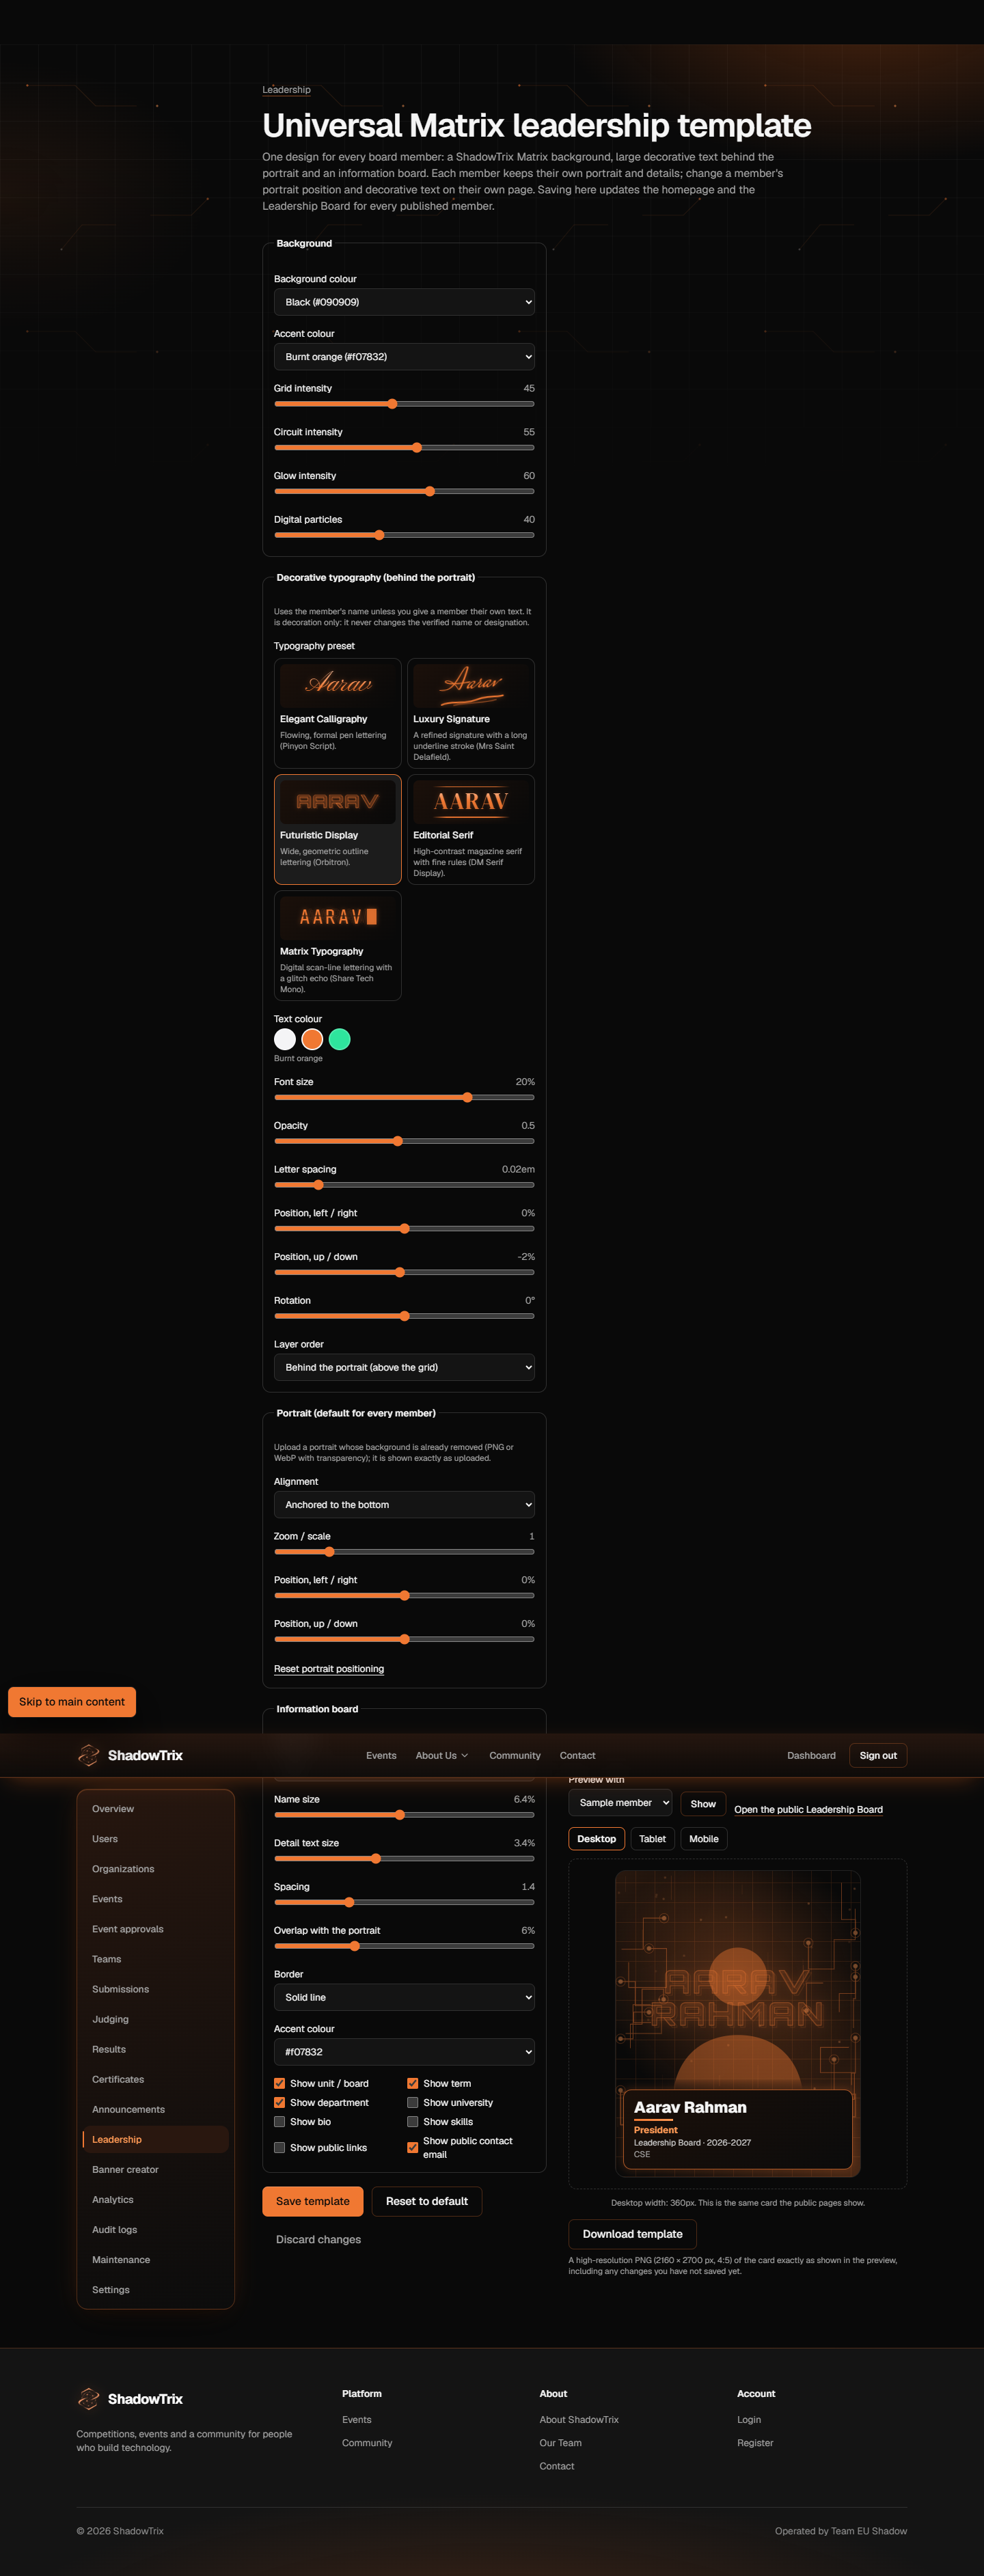 Leadership
Universal Matrix leadership template
One design for every board member: a ShadowTrix Matrix background, large decorative text behind the
portrait and an information board. Each member keeps their own portrait and details; change a member's
portrait position and decorative text on their own page. Saving here updates the homepage and the
Leadership Board for every published member.
Background
Background colour
Black (#090909)
Accent colour
Burnt orange (#f07832)
Grid intensity 45
Circuit intensity 55
Glow intensity 60
Digital particles 40
Decorative typography (behind the portrait)
Uses the member's name unless you give a member their own text. It
is decoration only: it never changes the verified name or designation.
Typography preset
Aarav
Elegant Calligraphy
Flowing, formal pen lettering
(Pinyon Script).
Aarav
Luxury Signature
A refined signature with a long
underline stroke (Mrs Saint
Delafield).
AARAV
Futuristic Display
Wide, geometric outline
lettering (Orbitron).
AARAV
Editorial Serif
High-contrast magazine serif
with fine rules (DM Serif
Display).
AARAV
Matrix Typography
Digital scan-line lettering with
a glitch echo (Share Tech
Mono).
Text colour
Burnt orange
Font size 20%
Opacity 0.5
Letter spacing 0.02em
Position, left / right 0%
Position, up / down -2%
Rotation 0°
Layer order
Behind the portrait (above the grid)
Portrait (default for every member)
Upload a portrait whose background is already removed (PNG or
WebP with transparency); it is shown exactly as uploaded.
Alignment
Anchored to the bottom
Zoom / scale 1
Position, left / right 0%
Position, up / down 0%
Reset portrait positioning
Information board
Skip to main content
ShadowTrix
Events About Us Community Contact
Dashboard Sign out
Overview
Users
Organizations
Events
Event approvals
Teams
Submissions
Judging
Results
Certificates
Announcements
Leadership
Banner creator
Analytics
Audit logs
Maintenance
Settings
Name size 6.4%
Detail text size 3.4%
Spacing 1.4
Overlap with the portrait 6%
Border
Solid line
Accent colour
#f07832
Show unit / board Show term
Show department Show university
Show bio Show skills
Show public links Show public contact
email
Save template Reset to default
Discard changes
Preview with
Sample member Show Open the public Leadership Board
Desktop Tablet Mobile
AARAV
RAHMAN
Aarav Rahman
President
Leadership Board · 2026-2027
CSE
Desktop width: 360px. This is the same card the public pages show.
Download template
A high-resolution PNG (2160 × 2700 px, 4:5) of the card exactly as shown in the preview,
including any changes you have not saved yet.
ShadowTrix
Competitions, events and a community for people
who build technology.
Platform
Events
Community
About
About ShadowTrix
Our Team
Contact
Account
Login
Register
© 2026 ShadowTrix
Operated by Team EU Shadow